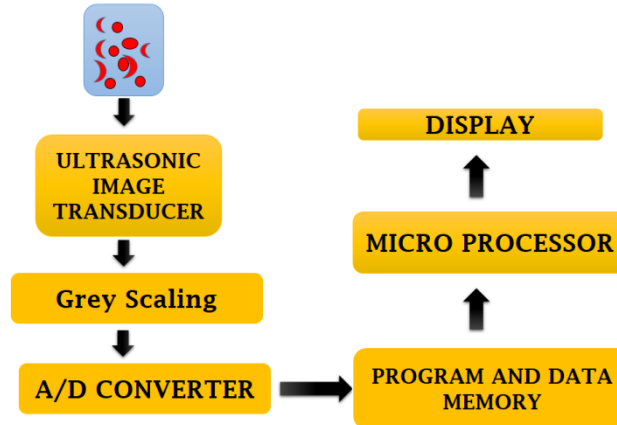 ULTRASONIC
IMAGE
TRANSDUCER
Grey Scaling
A/D CONVERTER
PROGRAM AND DATA
MEMORY
MICRO PROCESSOR
DISPLAY